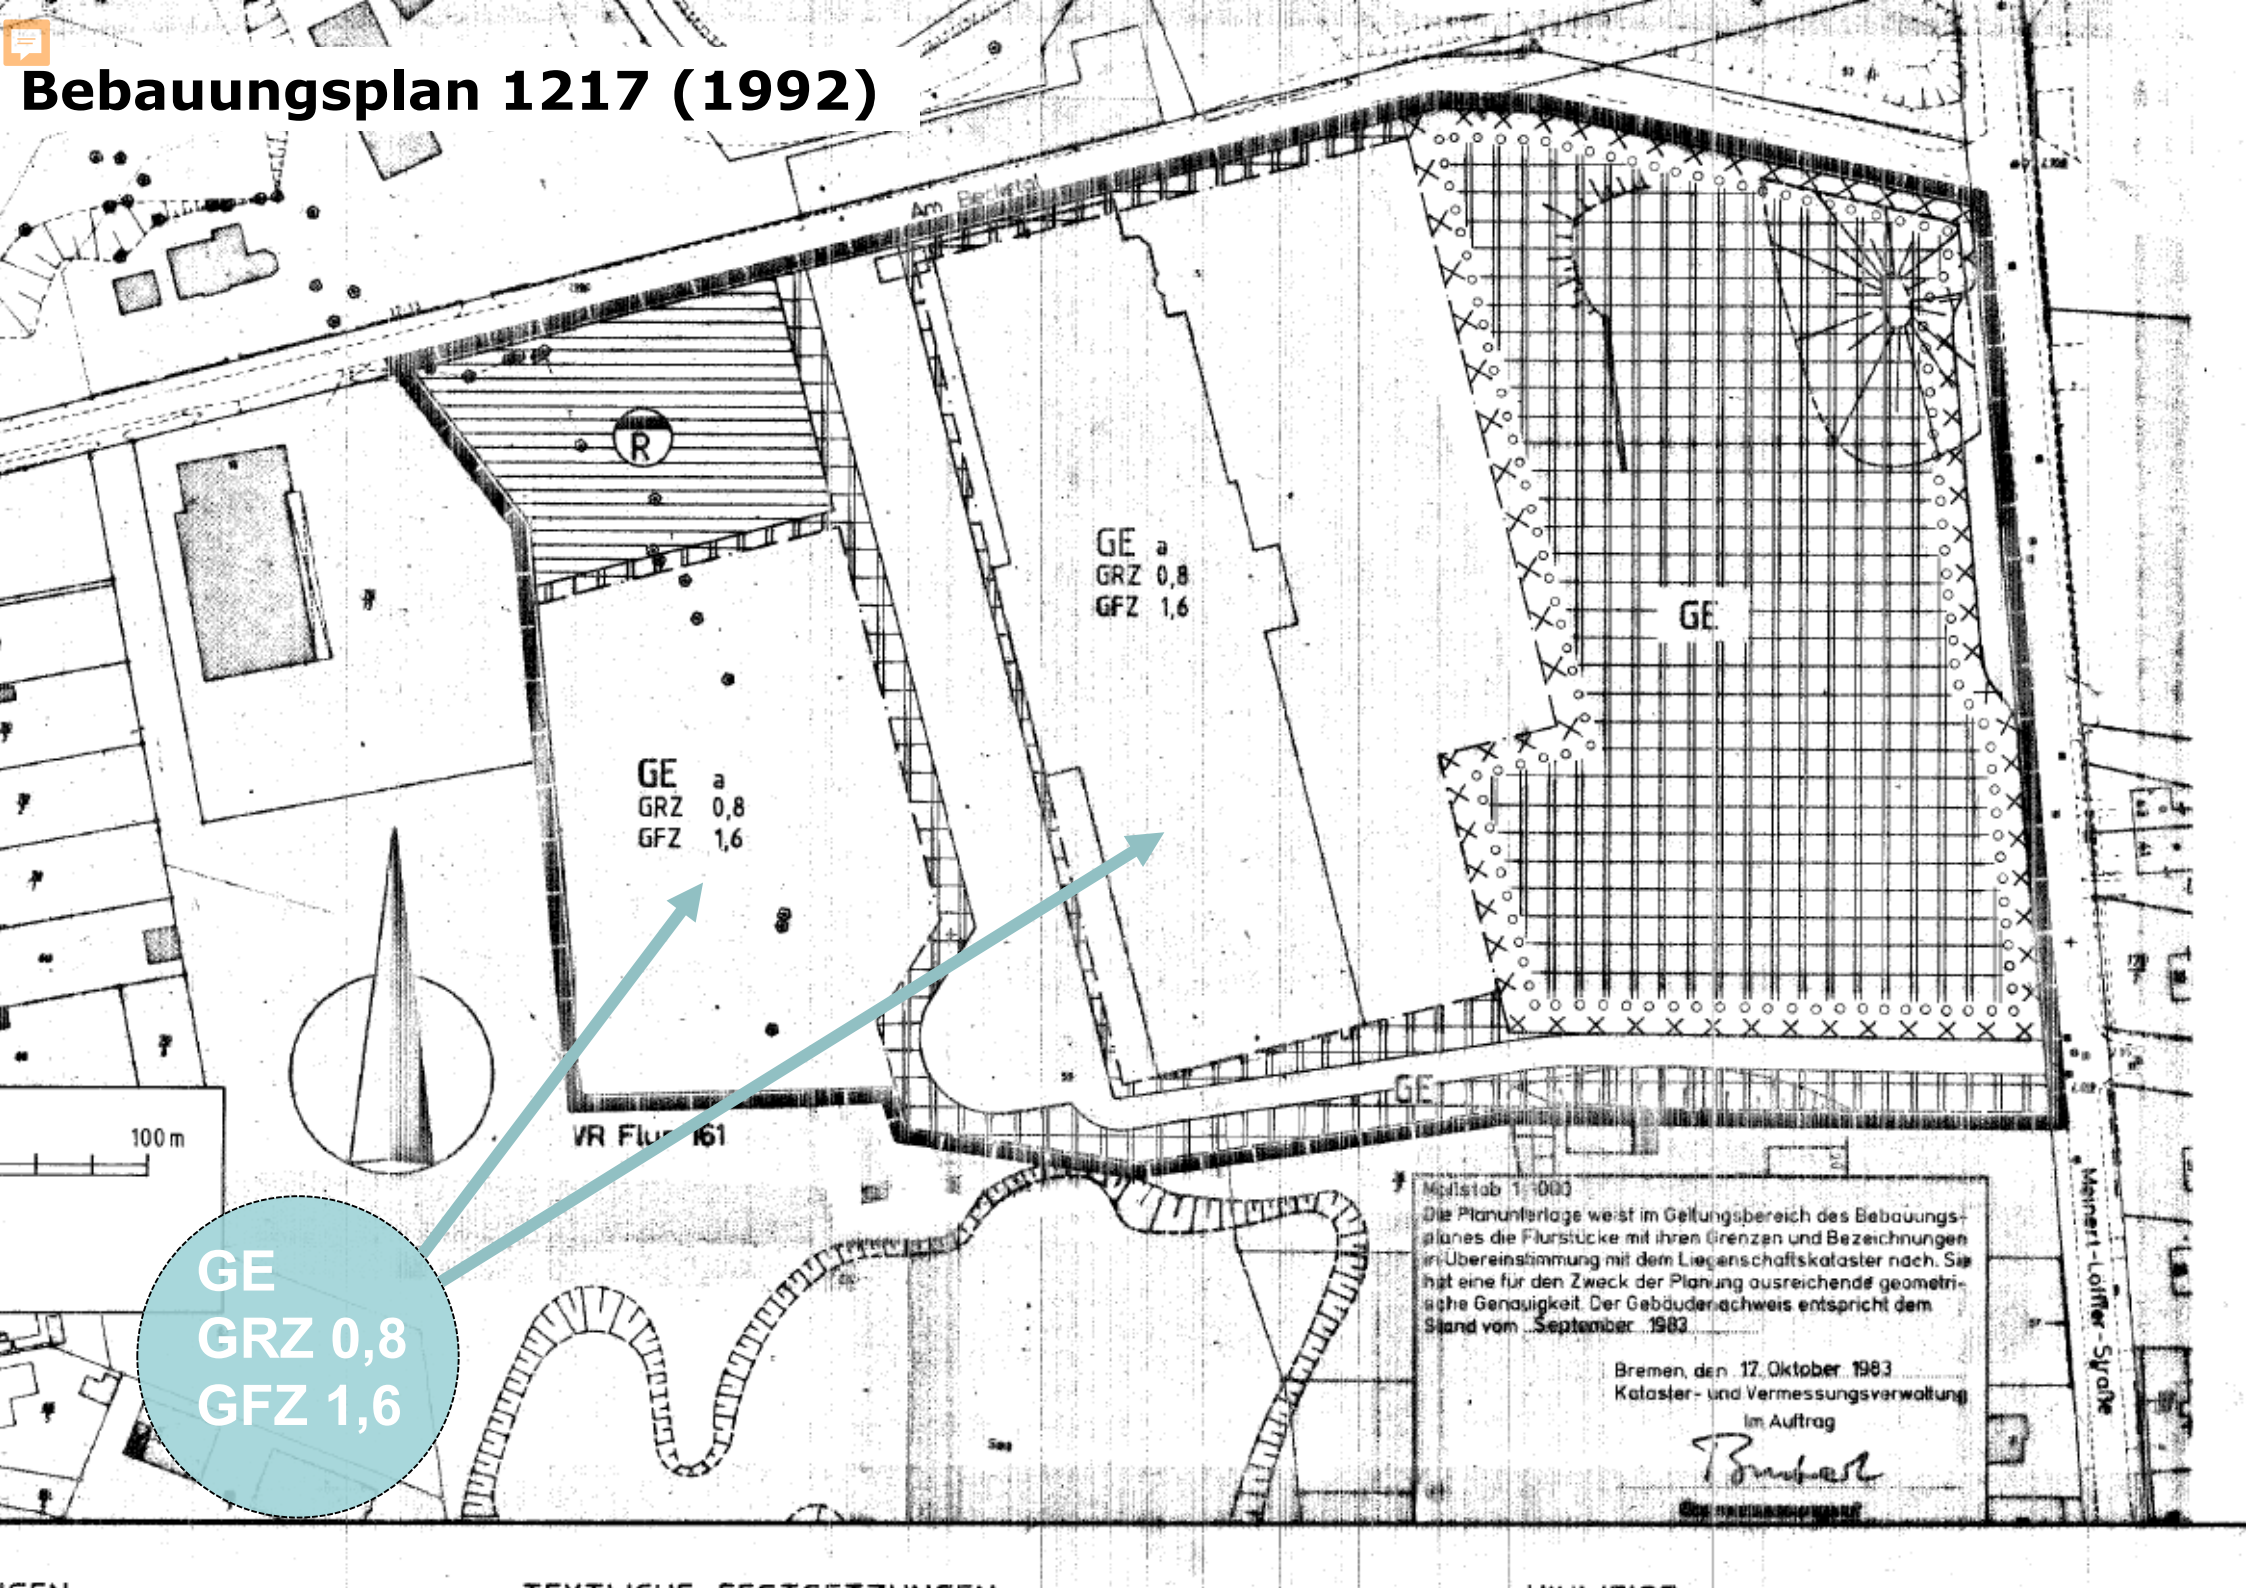 Bebauungsplan 1217 (1992)
Am Becketal
R
GE a
GRZ 0,8
GFZ 1,6
GE
GE a
GRZ 0,8
GFZ 1,6
GE
VR Flur 161
100 m
GE
GRZ 0,8
GFZ 1,6
Maßstab 1:1000
Die Planunterlage weist im Geltungsbereich des Bebauungs-
planes die Flurstücke mit ihren Grenzen und Bezeichnungen
in Übereinstimmung mit dem Liegenschaftskataster nach. Sie
hat eine für den Zweck der Planung ausreichende geometri-
sche Genauigkeit. Der Gebäudenachweis entspricht dem
Stand vom September 1983
Bremen, den 17. Oktober 1983
Kataster- und Vermessungsverwaltung
Im Auftrag
Meinert-Löffler-Straße
TEXTLICHE FESTSETZUNGEN